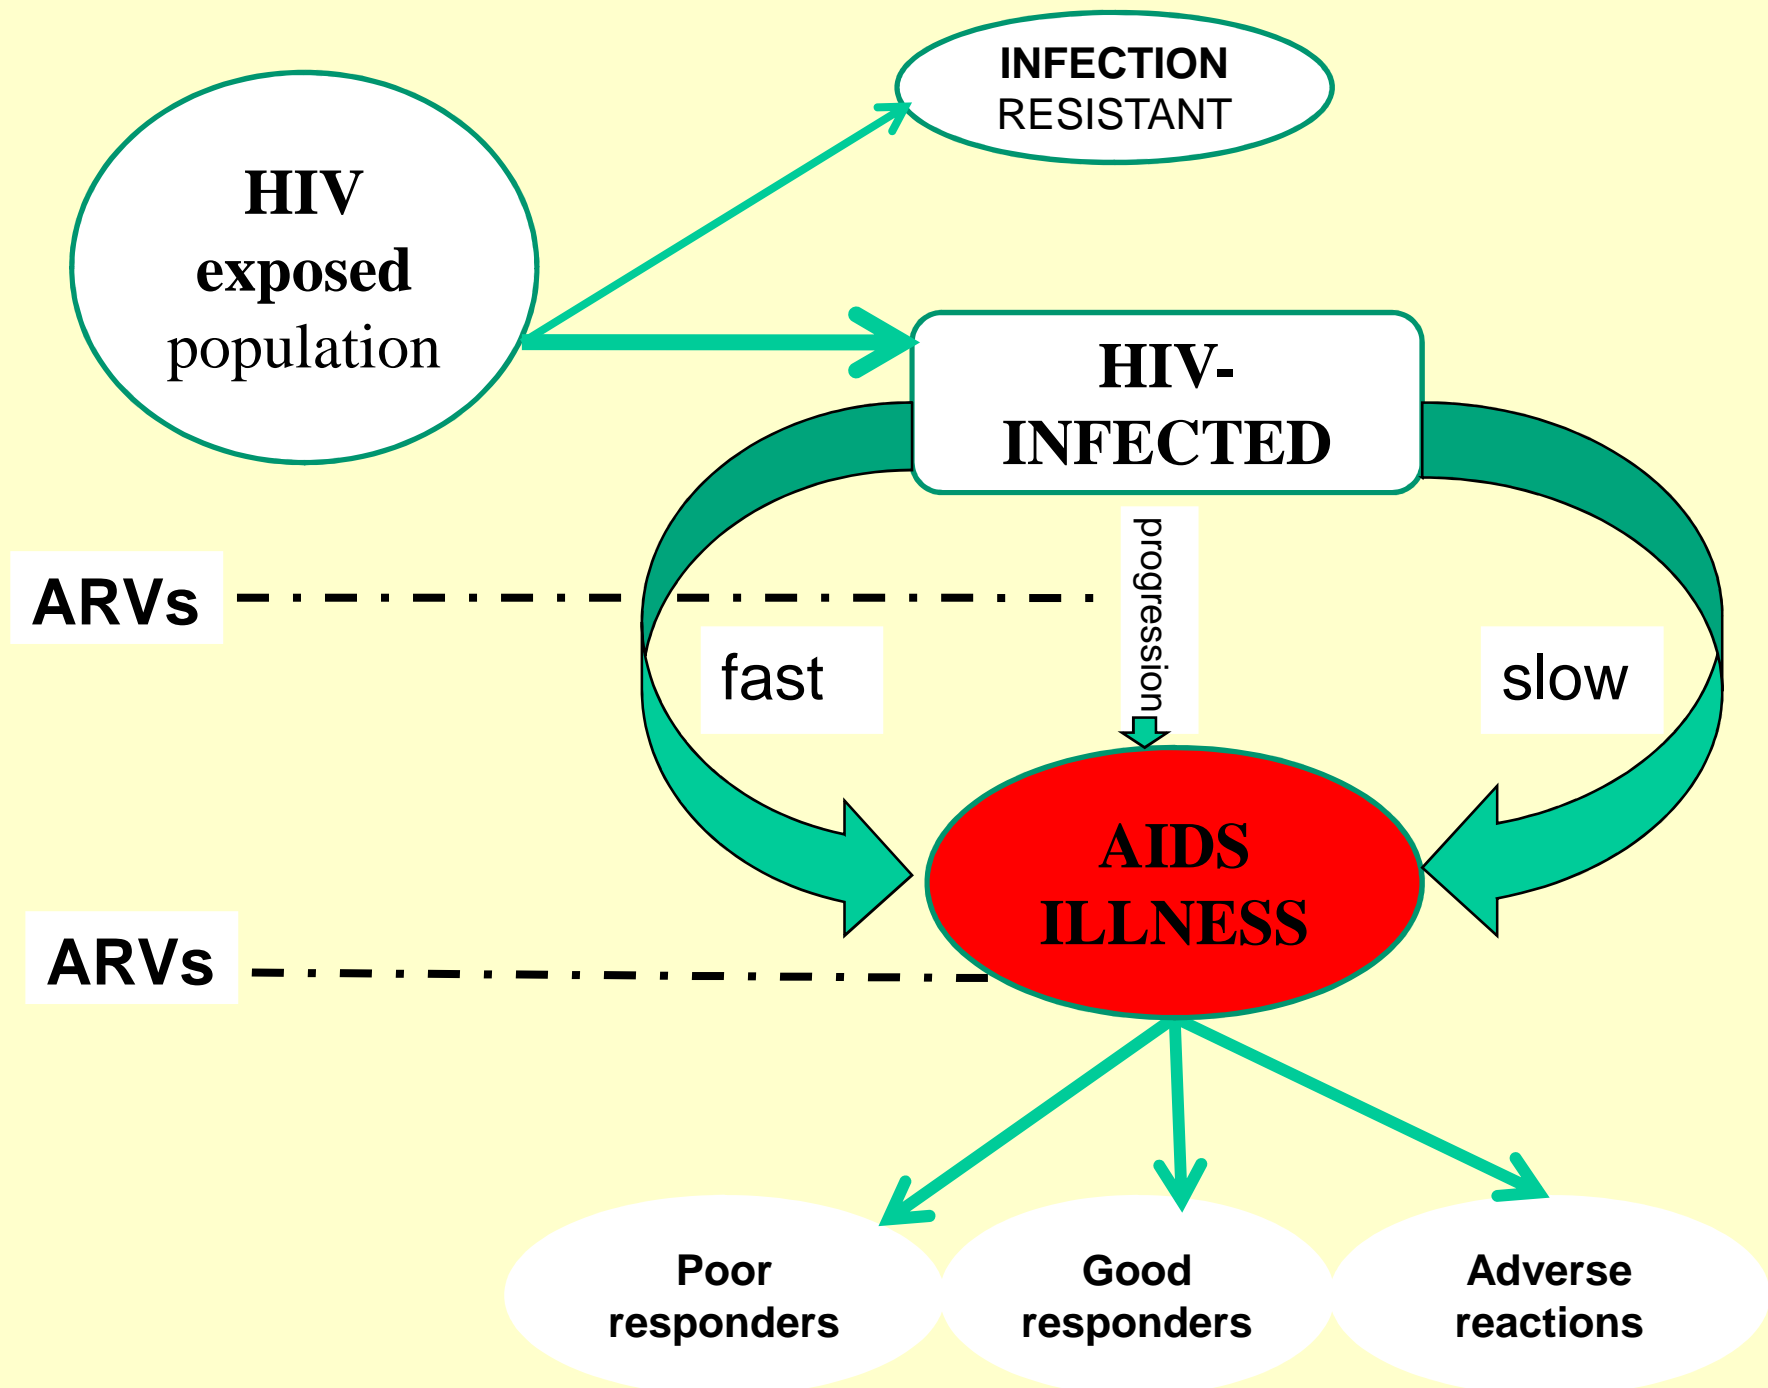 INFECTION
RESISTANT
HIV
exposed
population
HIV-
INFECTED
progression
ARVs
fast
slow
AIDS
ILLNESS
ARVs
Poor
responders
Good
responders
Adverse
reactions